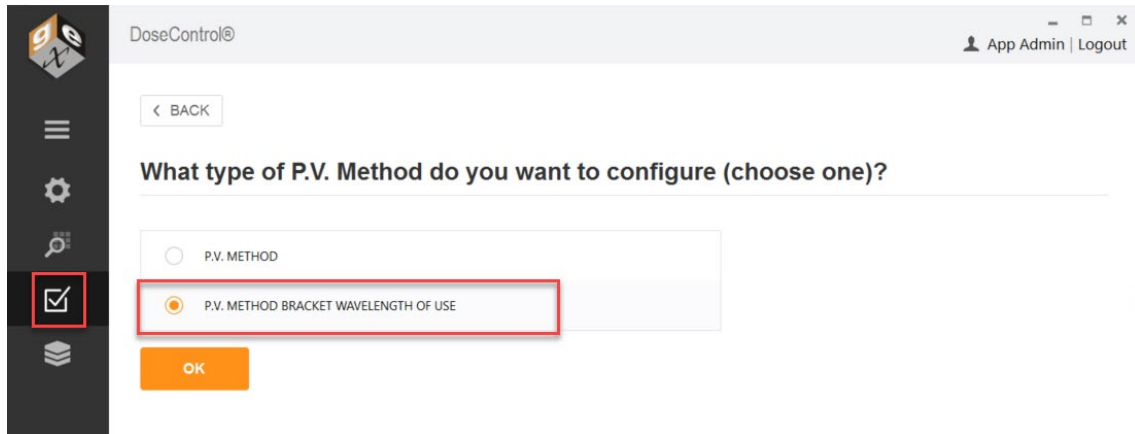 gex
DoseControl®
App Admin | Logout
< BACK
What type of P.V. Method do you want to configure (choose one)?
P.V. METHOD
P.V. METHOD BRACKET WAVELENGTH OF USE
OK